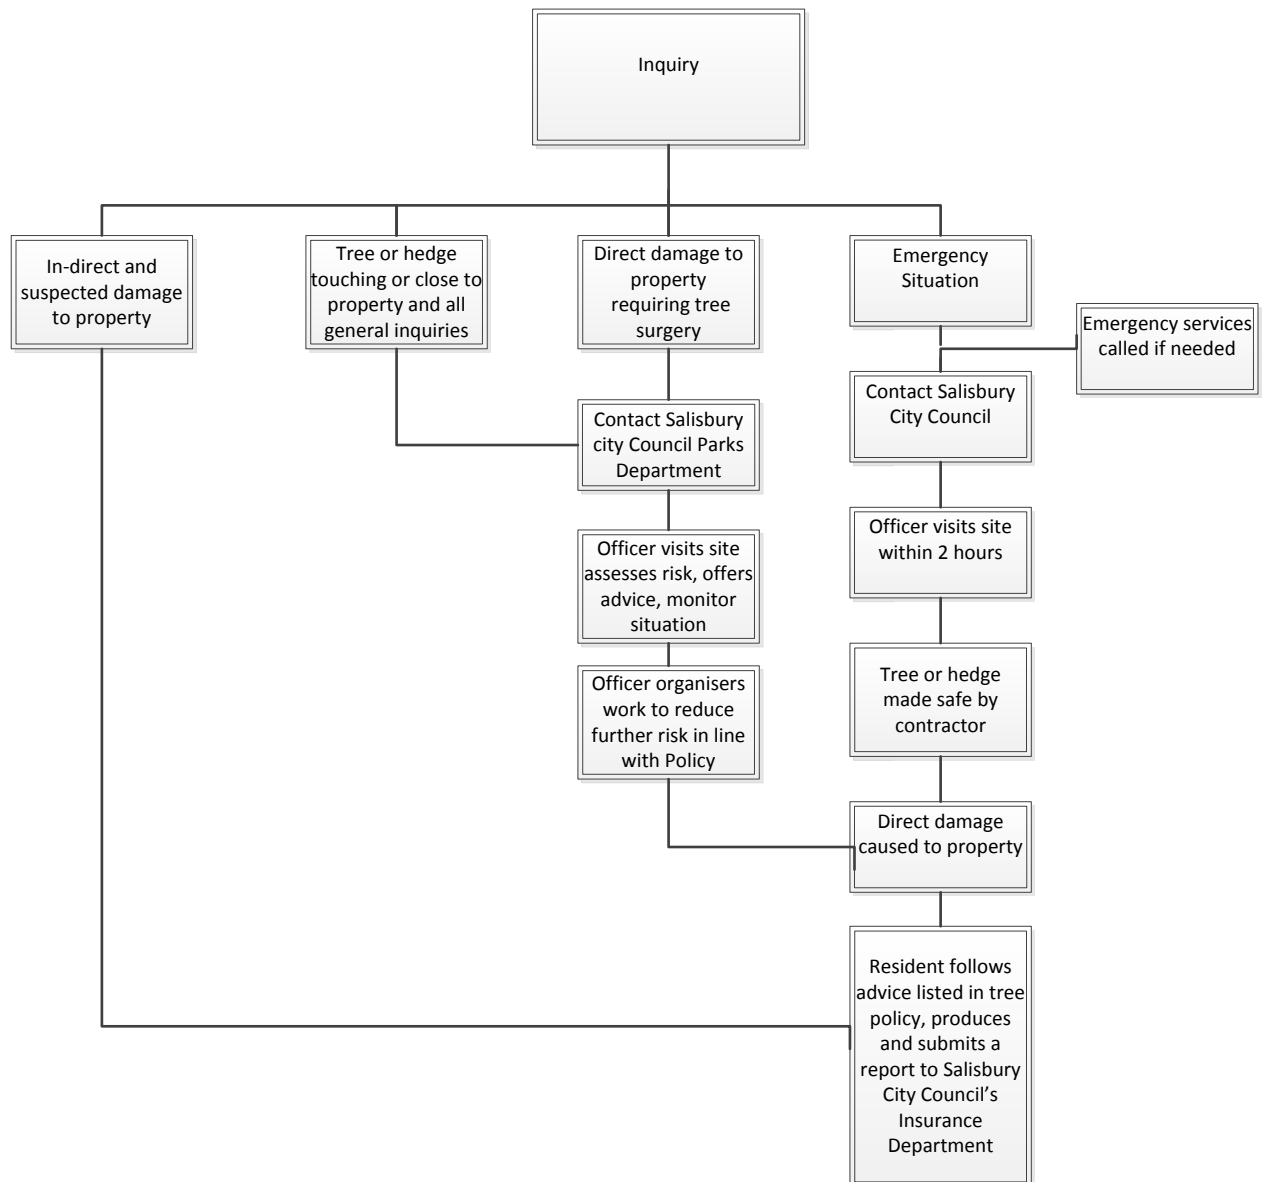 Inquiry
In-direct and
suspected damage
to property
Tree or hedge
touching or close to
property and all
general inquiries
Direct damage to
property
requiring tree
surgery
Emergency
Situation
Emergency services
called if needed
Contact Salisbury
city Council Parks
Department
Contact Salisbury
City Council
Officer visits site
assesses risk, offers
advice, monitor
situation
Officer visits site
within 2 hours
Officer organisers
work to reduce
further risk in line
with Policy
Tree or hedge
made safe by
contractor
Direct damage
caused to property
Resident follows
advice listed in tree
policy, produces
and submits a
report to Salisbury
City Council’s
Insurance
Department